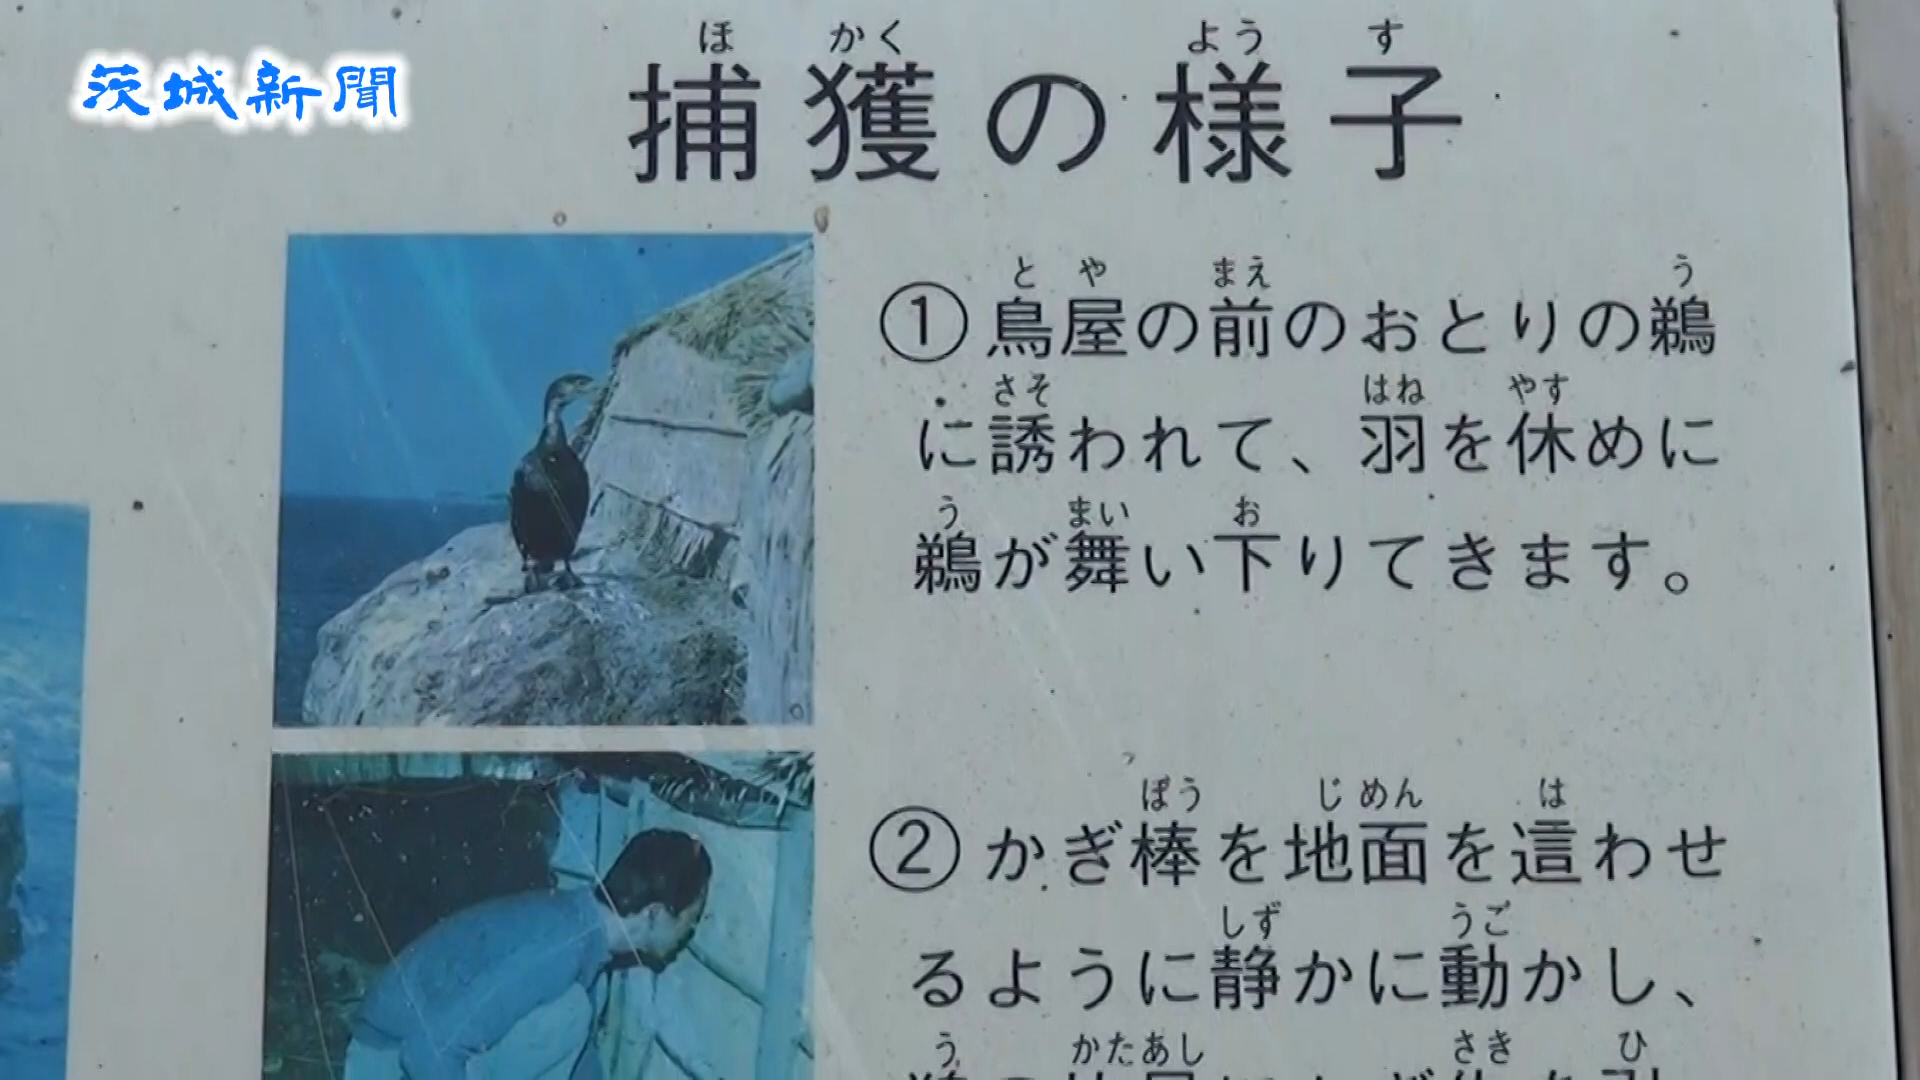 茨城新聞
ほ かく よう す
捕獲の様子
と や まえ う
①鳥屋の前のおとりの鵜
さそ はね やす
に誘われて、羽を休めに
う まい お
鵜が舞い下りてきます。
ぼう じ めん は
②かぎ棒を地面を這わせ
しず うご
るように静かに動かし、
う かたあし さき ひ